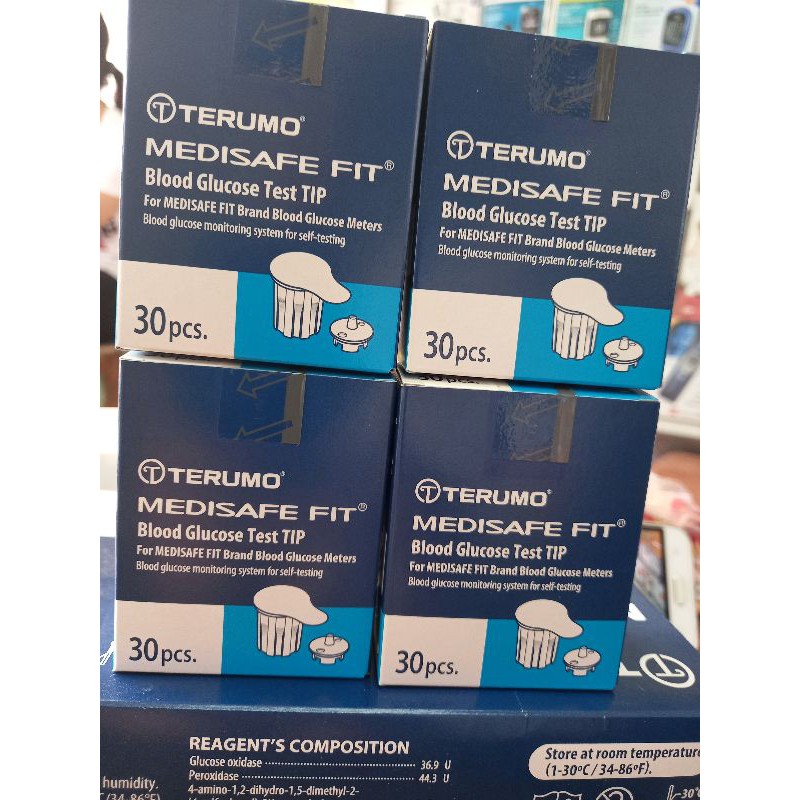 TERUMO®
MEDISAFE FIT®
Blood Glucose Test TIP
For MEDISAFE FIT Brand Blood Glucose Meters
Blood glucose monitoring system for self-testing
30pcs.
TERUMO®
MEDISAFE FIT®
Blood Glucose Test TIP
For MEDISAFE FIT Brand Blood Glucose Meters
Blood glucose monitoring system for self-testing
30pcs.
TERUMO®
MEDISAFE FIT®
Blood Glucose Test TIP
For MEDISAFE FIT Brand Blood Glucose Meters
Blood glucose monitoring system for self-testing
30pcs.
TERUMO®
MEDISAFE FIT®
Blood Glucose Test TIP
For MEDISAFE FIT Brand Blood Glucose Meters
Blood glucose monitoring system for self-testing
30pcs.
REAGENT'S COMPOSITION
Glucose oxidase 36.9 U
Peroxidase 44.3 U
4-amino-1,2-dihydro-1,5-dimethyl-2-
Store at room temperature
(1-30ºC/34-86ºF).
humidity.
30°